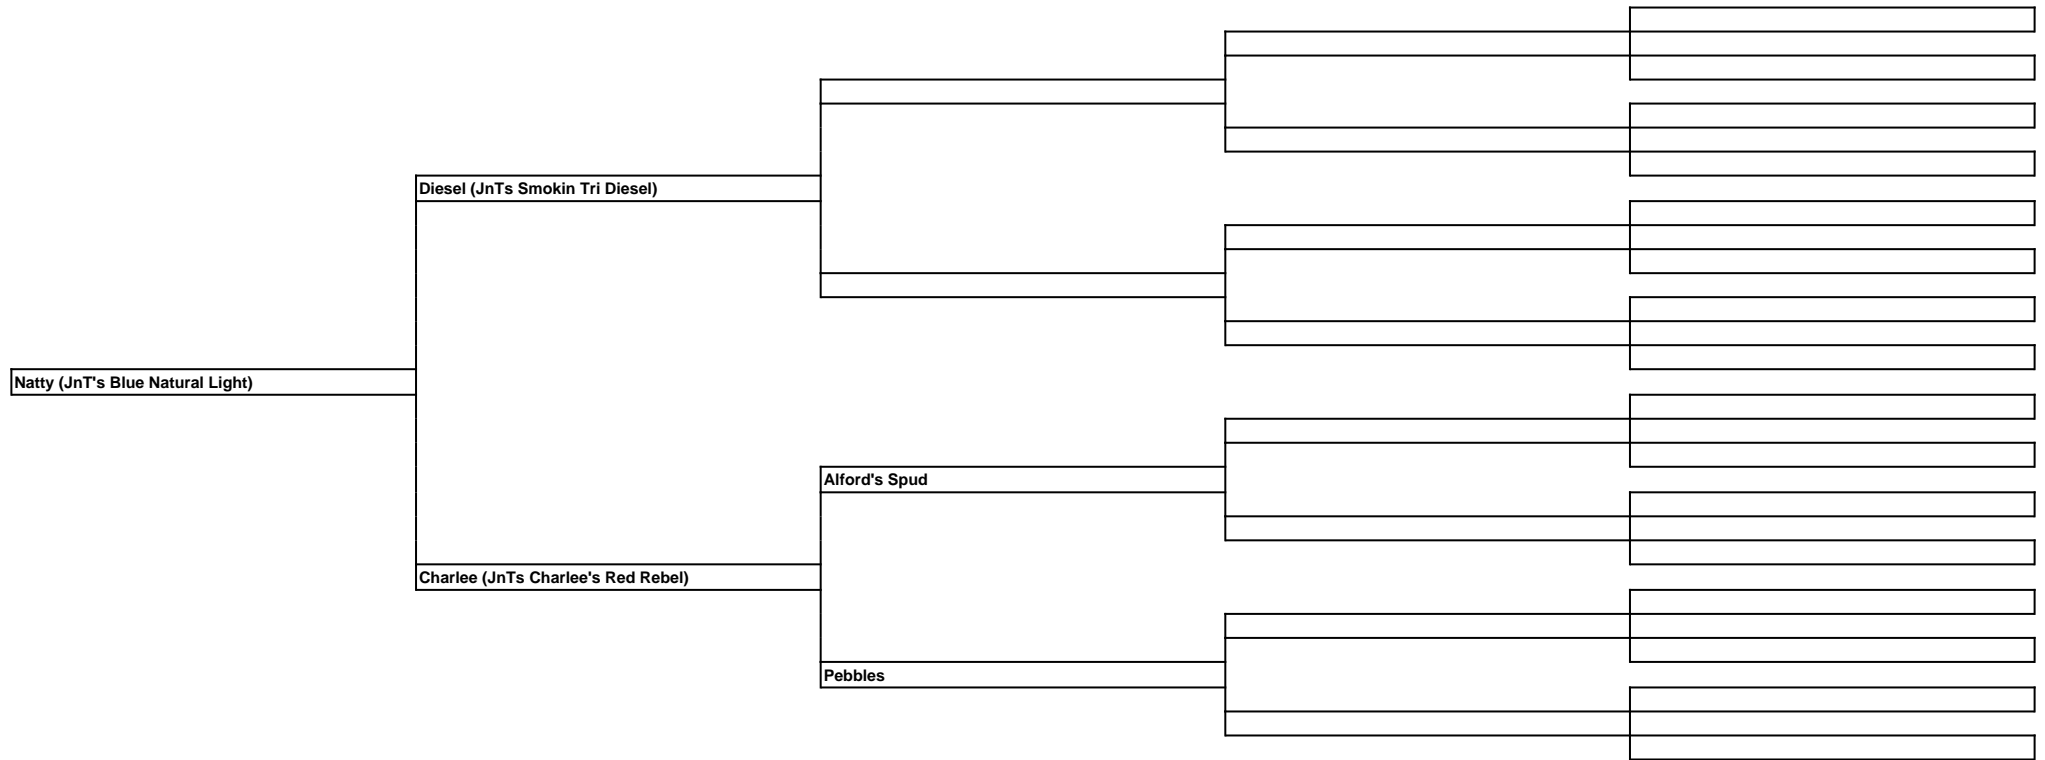 Diesel (JnTs Smokin Tri Diesel)
Natty (JnT's Blue Natural Light)
Alford's Spud
Charlee (JnTs Charlee's Red Rebel)
Pebbles